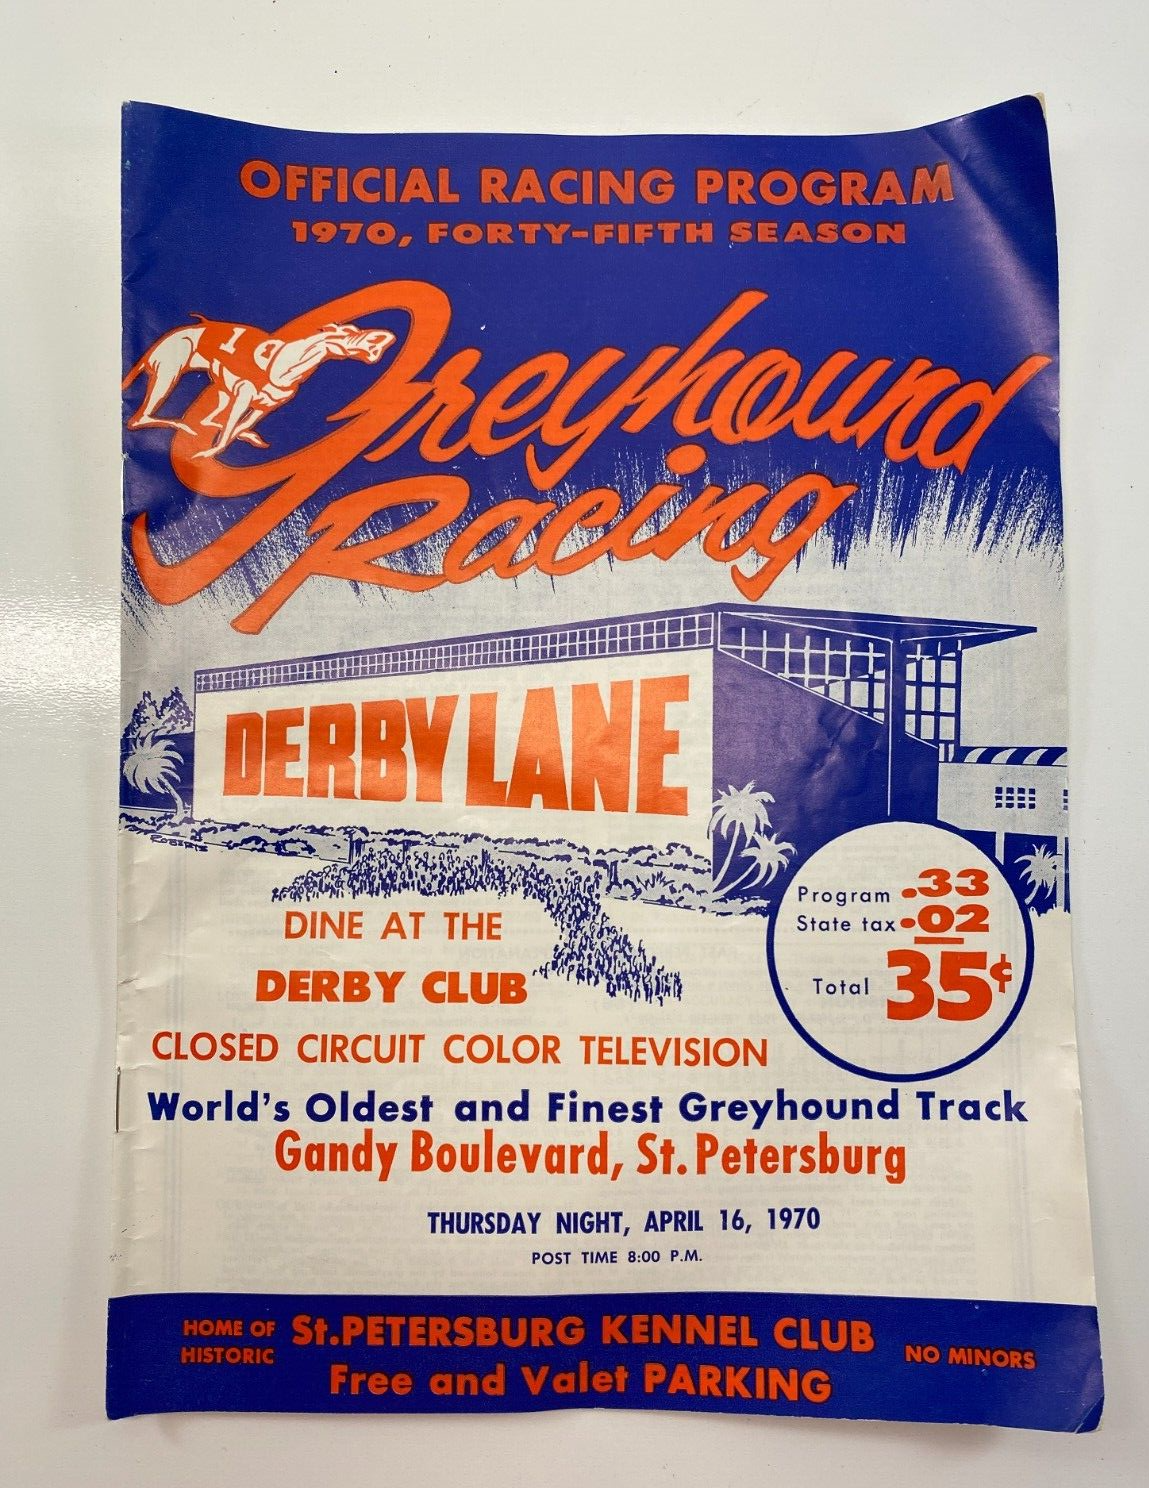 OFFICIAL RACING PROGRAM
1970, FORTY-FIFTH SEASON
1
Greyhound
Racing
DERBY LANE
ROBERTS
Program .33
State tax .02
Total 35¢
DINE AT THE
DERBY CLUB
CLOSED CIRCUIT COLOR TELEVISION
World's Oldest and Finest Greyhound Track
Gandy Boulevard, St. Petersburg
THURSDAY NIGHT, APRIL 16, 1970
POST TIME 8:00 P.M.
HOME OF HISTORIC
St. PETERSBURG KENNEL CLUB
Free and Valet PARKING
NO MINORS